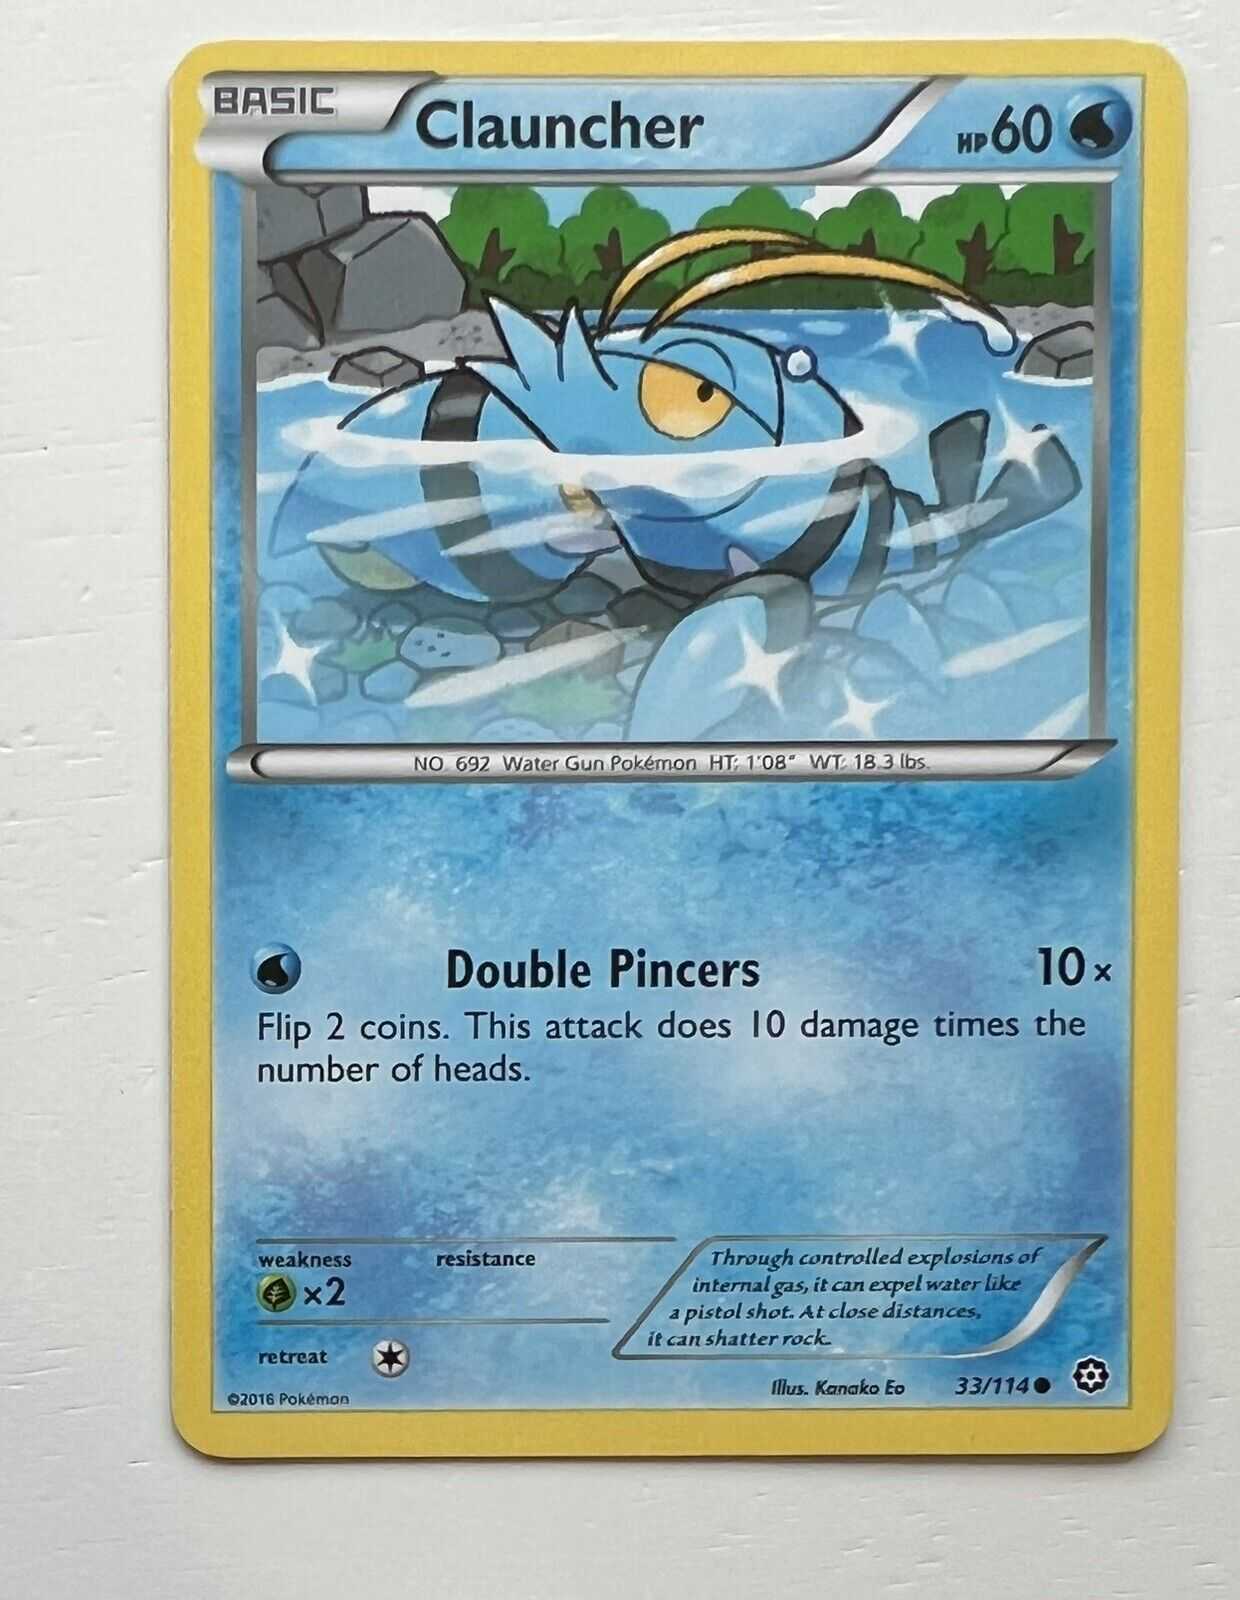 BASIC
Clauncher
HP60
NO. 692 Water Gun Pokémon HT: 1'08" WT: 18.3 lbs.
Double Pincers 10×
Flip 2 coins. This attack does 10 damage times the
number of heads.
weakness resistance
×2
retreat
Through controlled explosions of
internal gas, it can expel water like
a pistol shot. At close distances,
it can shatter rock.
©2016 Pokémon
Illus. Kanako Eo 33/114